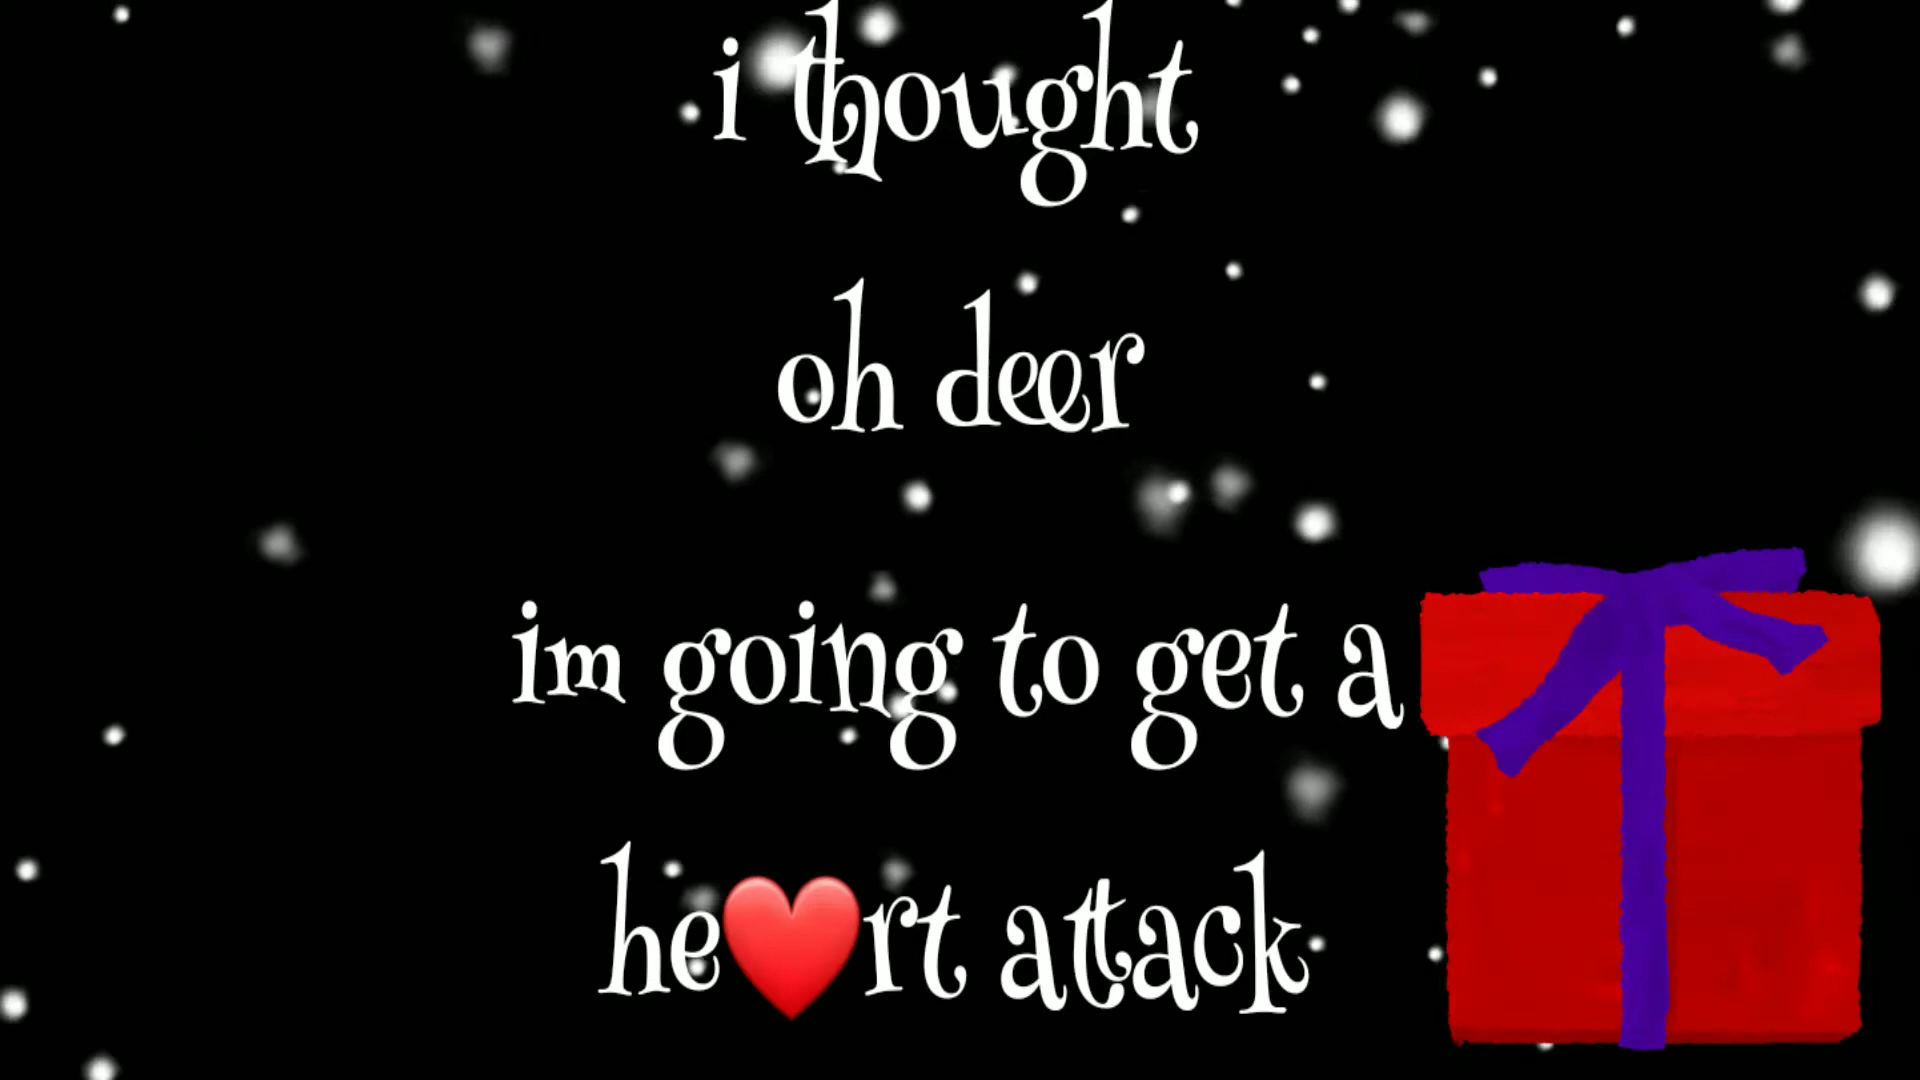 i thought
oh deer
im going to get a
he❤️rt attack